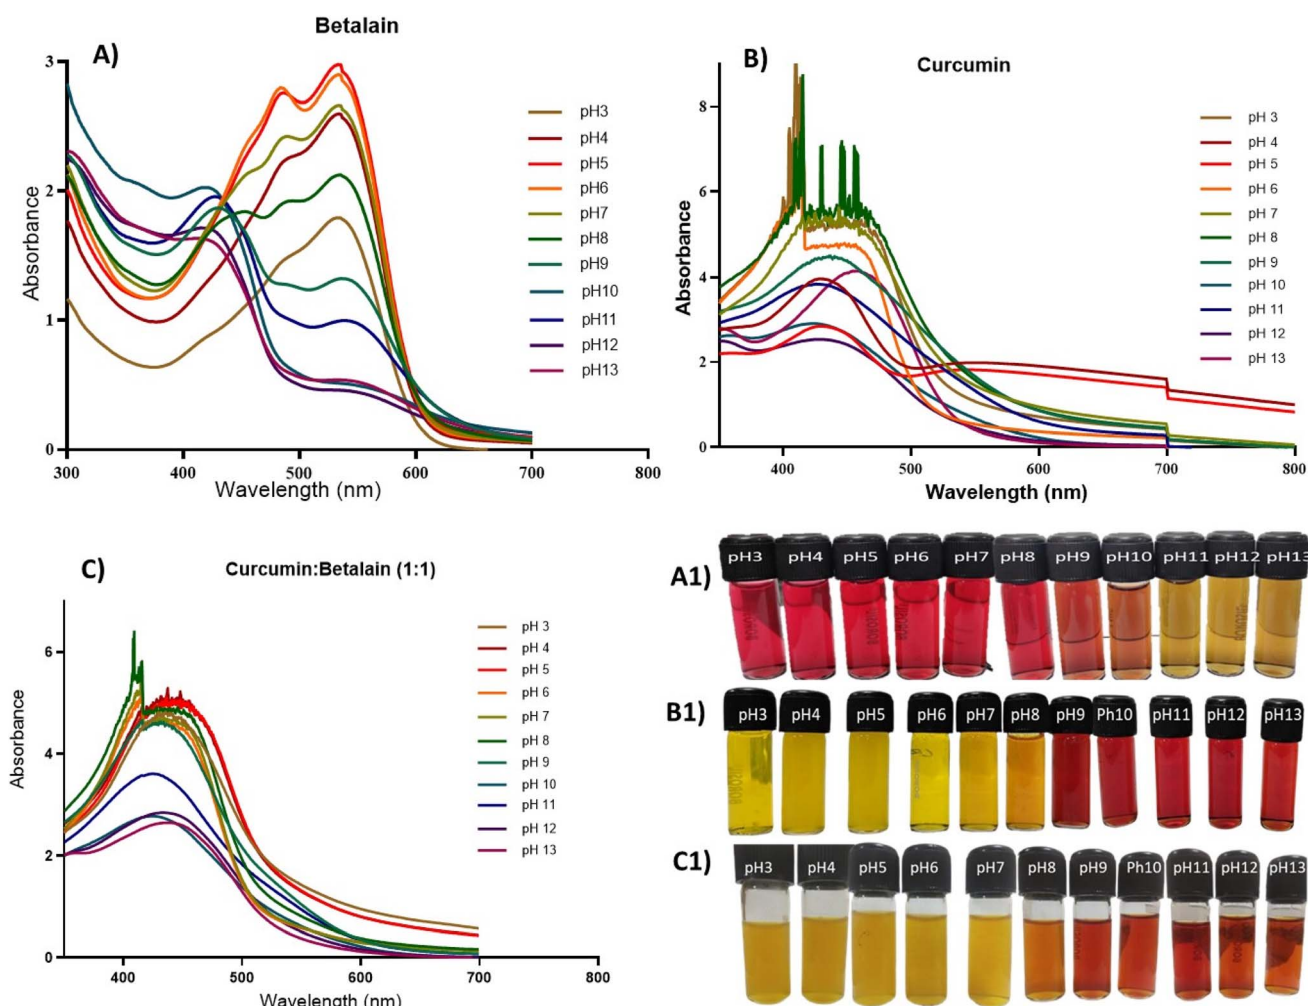 Betalain
A)
3
2
1
0
Absorbance
300
400
500
600
700
800
Wavelength (nm)
pH3
pH4
pH5
pH6
pH7
pH8
pH9
pH10
pH11
pH12
pH13
B)
Curcumin
8
6
4
2
0
Absorbance
400
500
600
700
800
Wavelength (nm)
pH 3
pH 4
pH 5
pH 6
pH 7
pH 8
pH 9
pH 10
pH 11
pH 12
pH 13
C)
Curcumin:Betalain (1:1)
6
4
2
0
Absorbance
400
500
600
700
800
Wavelength (nm)
pH 3
pH 4
pH 5
pH 6
pH 7
pH 8
pH 9
pH 10
pH 11
pH 12
pH 13
A1)
pH3 pH4 pH5 pH6 pH7 pH8 pH9 pH10 pH11 pH12 pH13
B1)
pH3 pH4 pH5 pH6 pH7 pH8 pH9 Ph10 pH11 pH12 pH13
C1)
pH3 pH4 pH5 pH6 pH7 pH8 pH9 Ph10 pH11 pH12 pH13